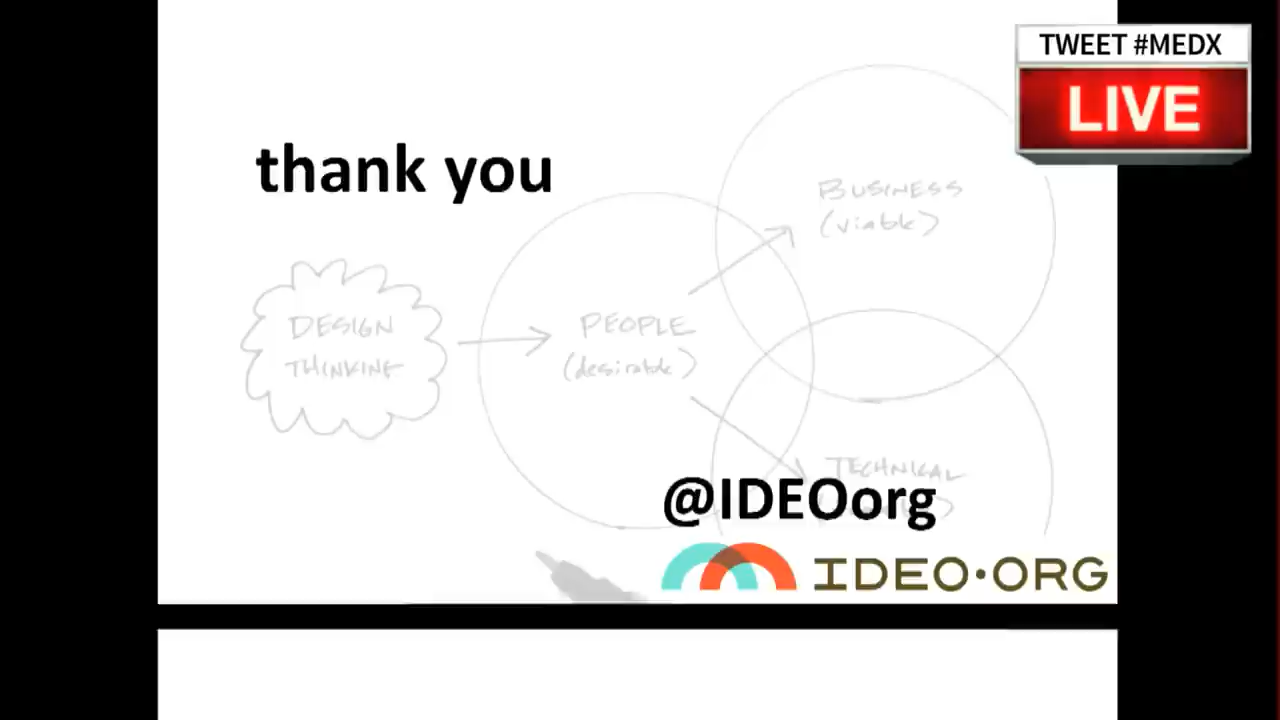 TWEET #MEDX
LIVE
thank you
BUSINESS
(viable)
DESIGN
THINKING
PEOPLE
(desirable)
TECHNICAL
@IDEOorg
IDEO·ORG